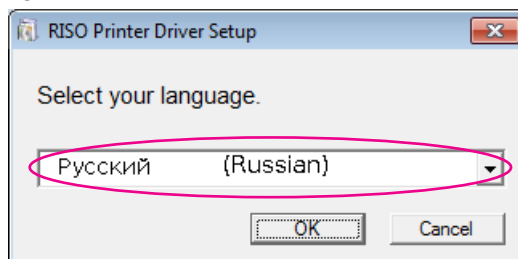 RISO Printer Driver Setup
Select your language.
Русский (Russian)
OK Cancel